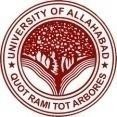 UNIVERSITY OF ALLAHABAD
QUOT RAMI TOT ARBORES